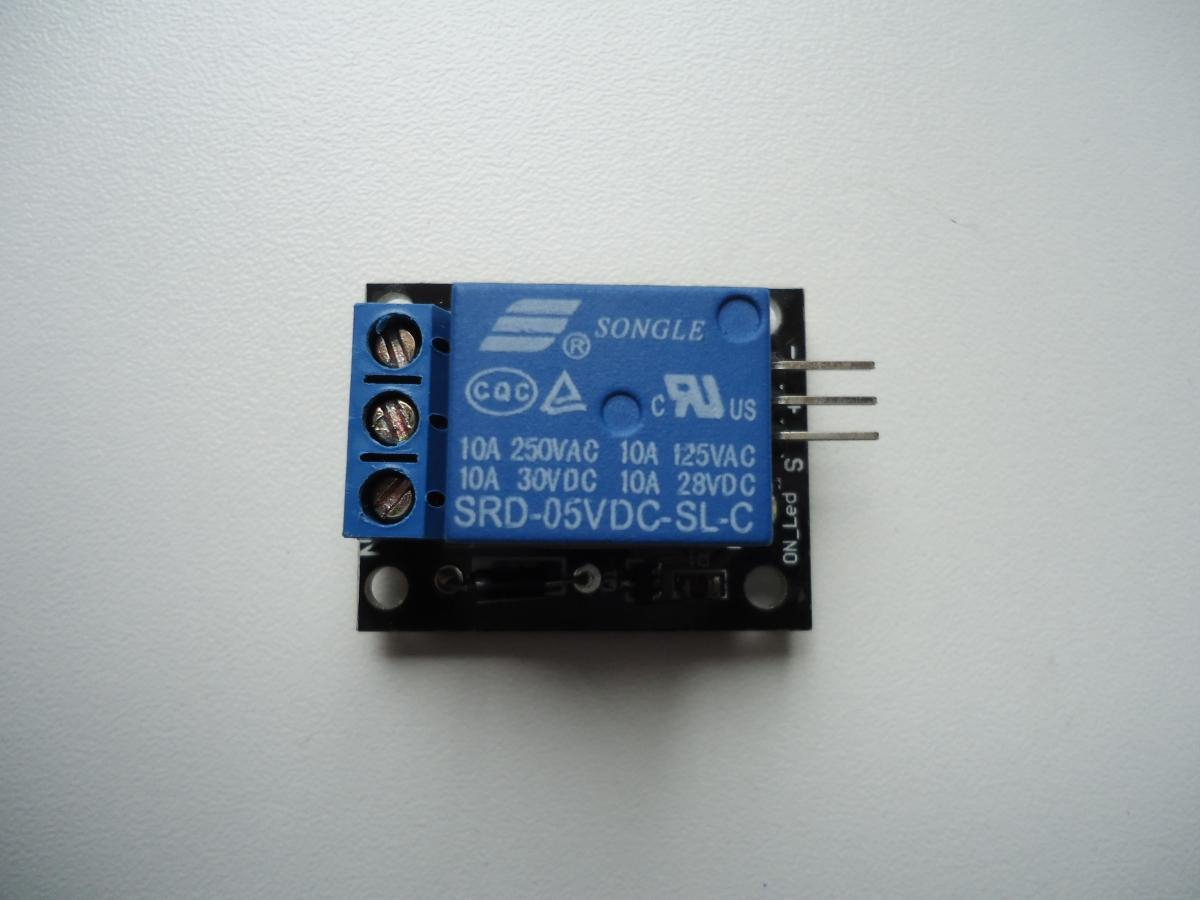 ® SONGLE
CQC C US
10A 250VAC 10A 125VAC
10A 30VDC 10A 28VDC
SRD-05VDC-SL-C
-
+
S
ON_Led